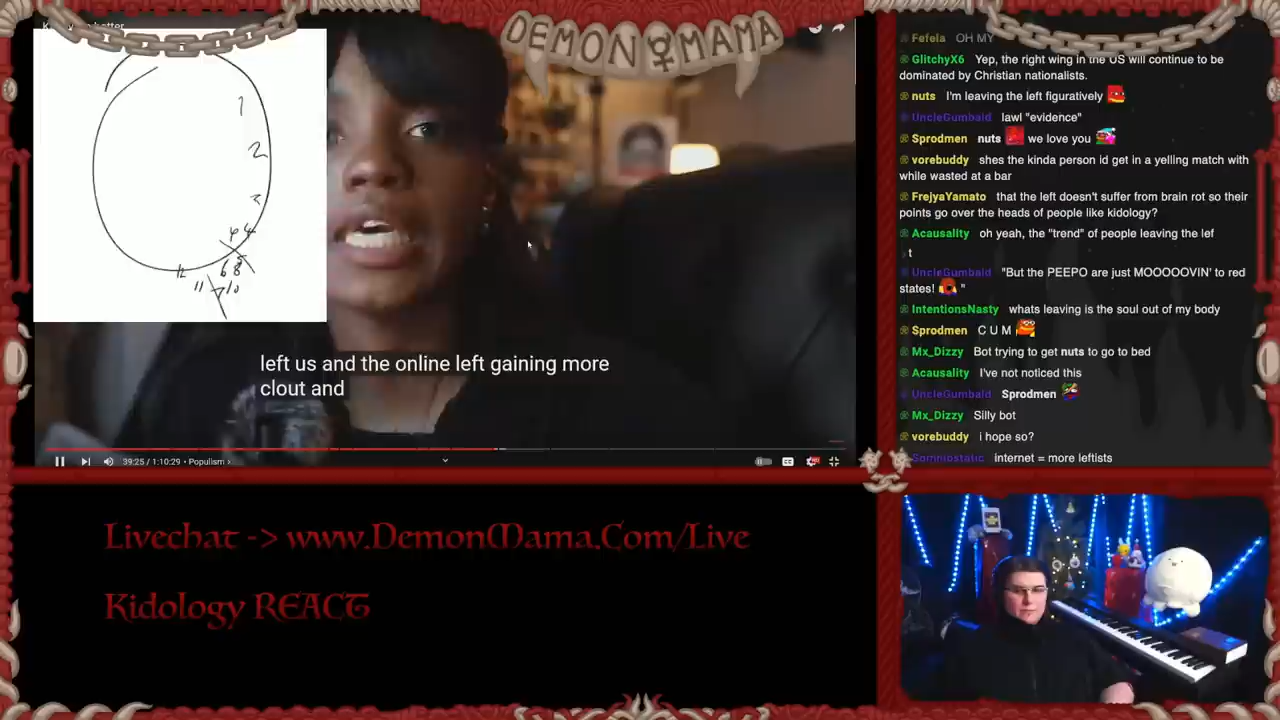 DEMON MAMA
1
2
4
6 8
11 7 10
left us and the online left gaining more
clout and
39:25 / 1:10:29 • Populism ›
Fefela OH MY
GlitchyX6 Yep, the right wing in the US will continue to
be dominated by Christian nationalists.
nuts I'm leaving the left figuratively
UncleGumbald lawl "evidence"
Sprodmen nuts we love you
vorebuddy shes the kinda person id get in a yelling match with
while wasted at a bar
FrejyaYamato that the left doesn't suffer from brain rot so their
points go over the heads of people like kidology?
Acausality oh yeah, the "trend" of people leaving the lef
t
UncleGumbald "But the PEEPO are just MOOOOOVIN' to red
states! "
IntentionsNasty whats leaving is the soul out of my body
Sprodmen C U M
Mx_Dizzy Bot trying to get nuts to go to bed
Acausality I've not noticed this
UncleGumbald Sprodmen
Mx_Dizzy Silly bot
vorebuddy i hope so?
Somniostatic internet = more leftists
Livechat -> www.DemonMama.Com/Live
Kidology REACT